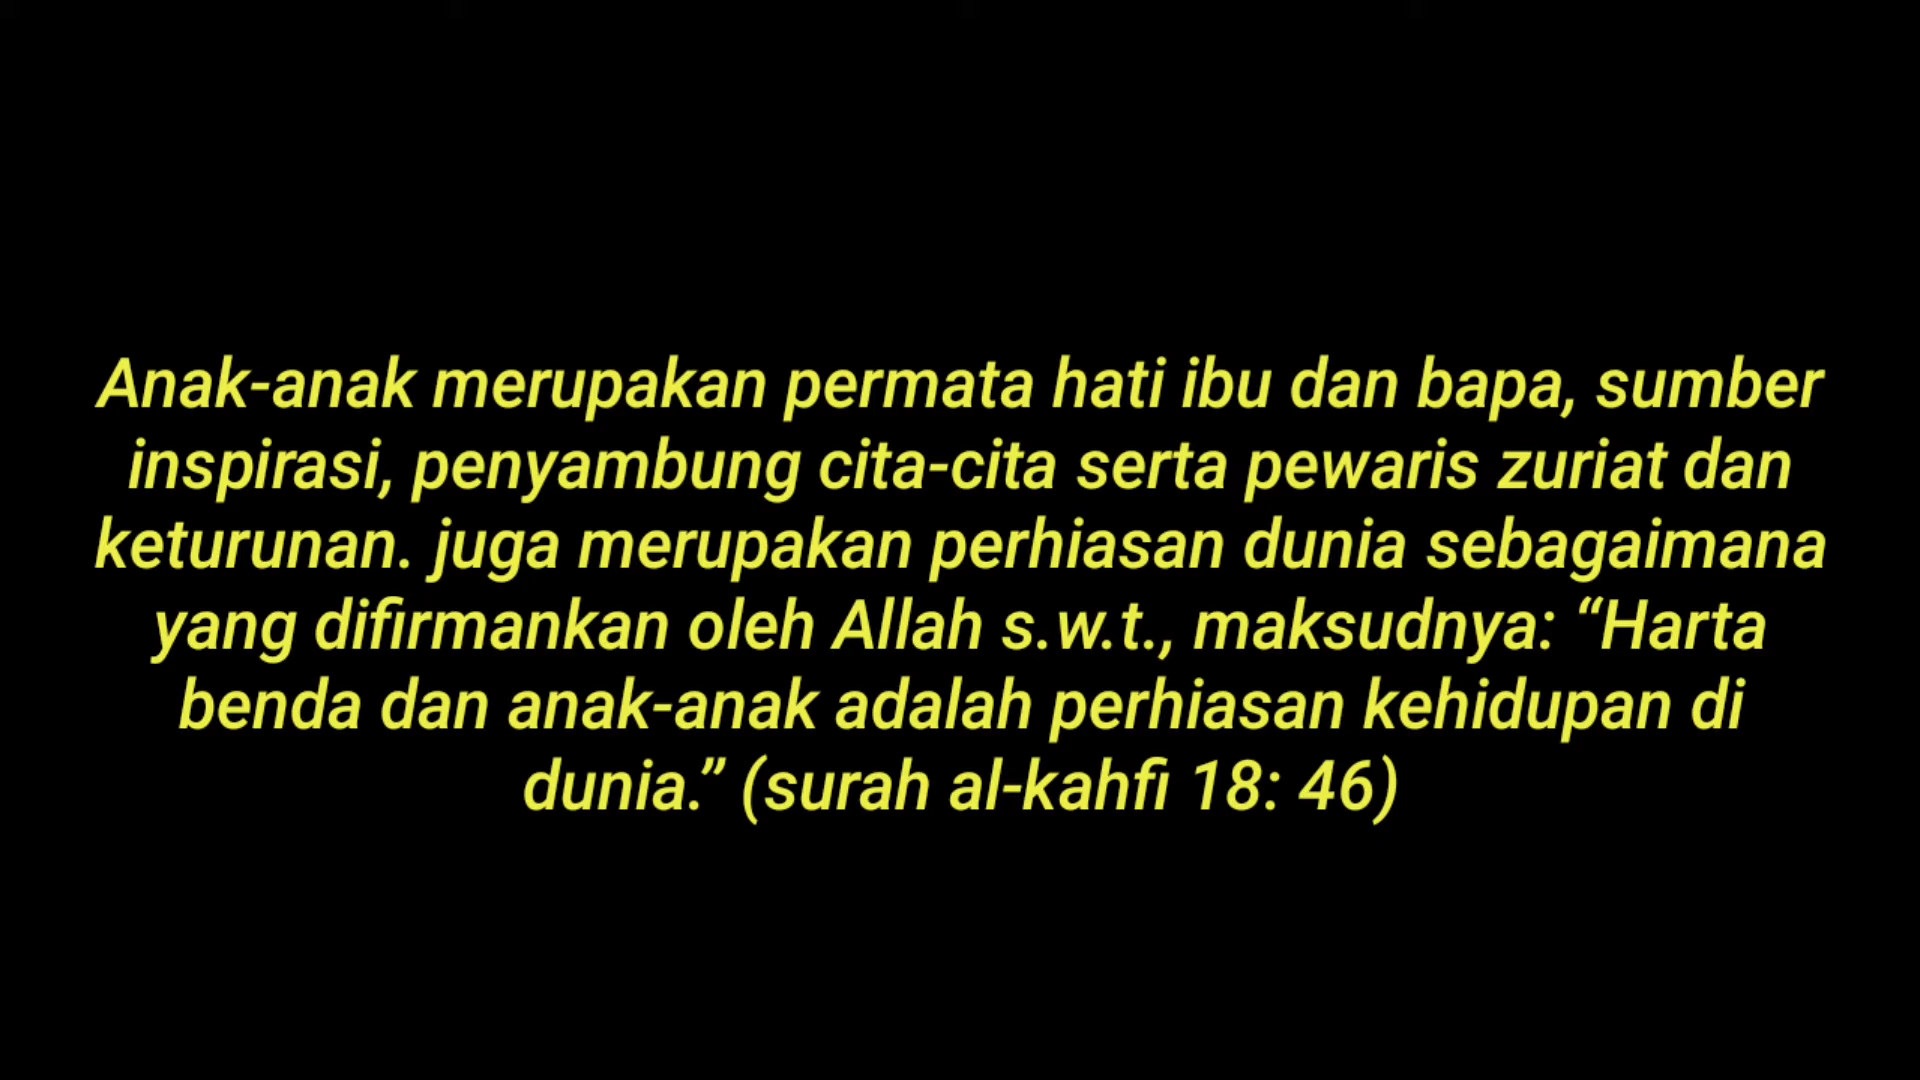 Anak-anak merupakan permata hati ibu dan bapa, sumber
inspirasi, penyambung cita-cita serta pewaris zuriat dan
keturunan. juga merupakan perhiasan dunia sebagaimana
yang difirmankan oleh Allah s.w.t., maksudnya: “Harta
benda dan anak-anak adalah perhiasan kehidupan di
dunia.” (surah al-kahfi 18: 46)